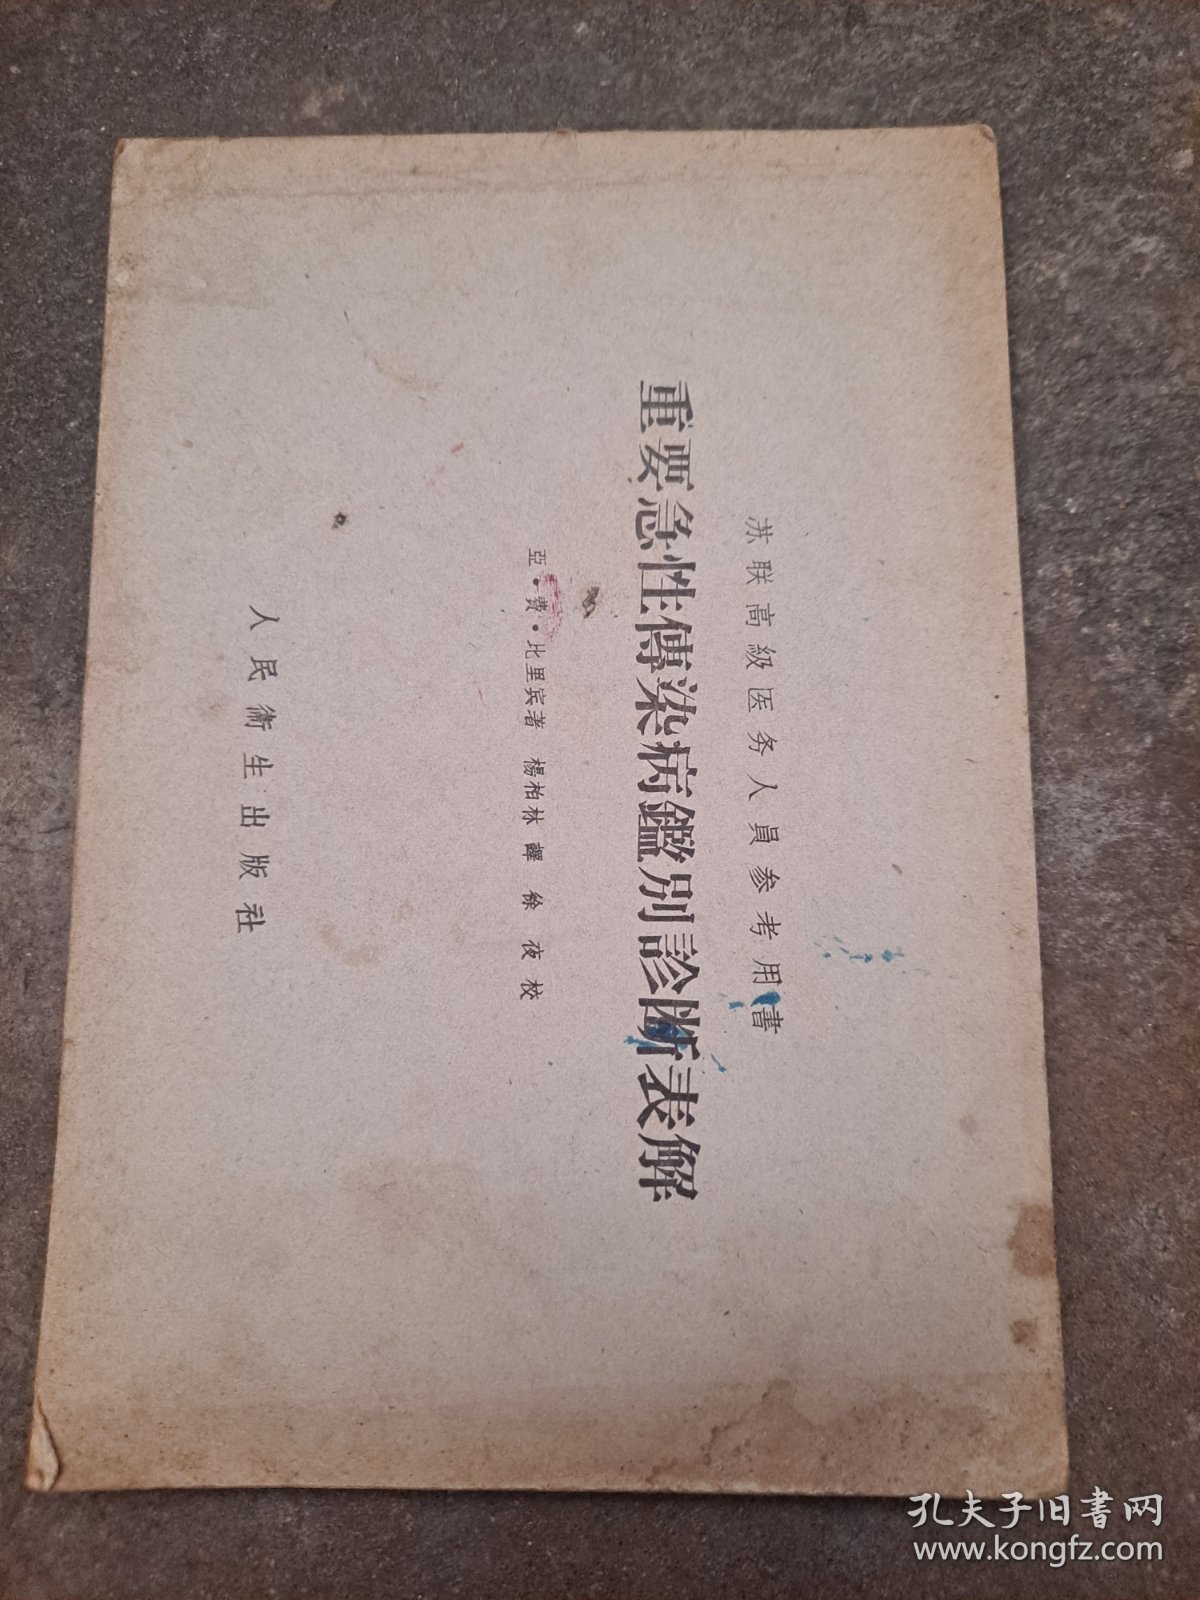 苏联高級医务人員参考用書
重要急性傳染病鑑別診断表解
亞·費·比里宾著 楊柏林 譯 徐夜校
人民衛生出版社
孔夫子旧书网
www.kongfz.com